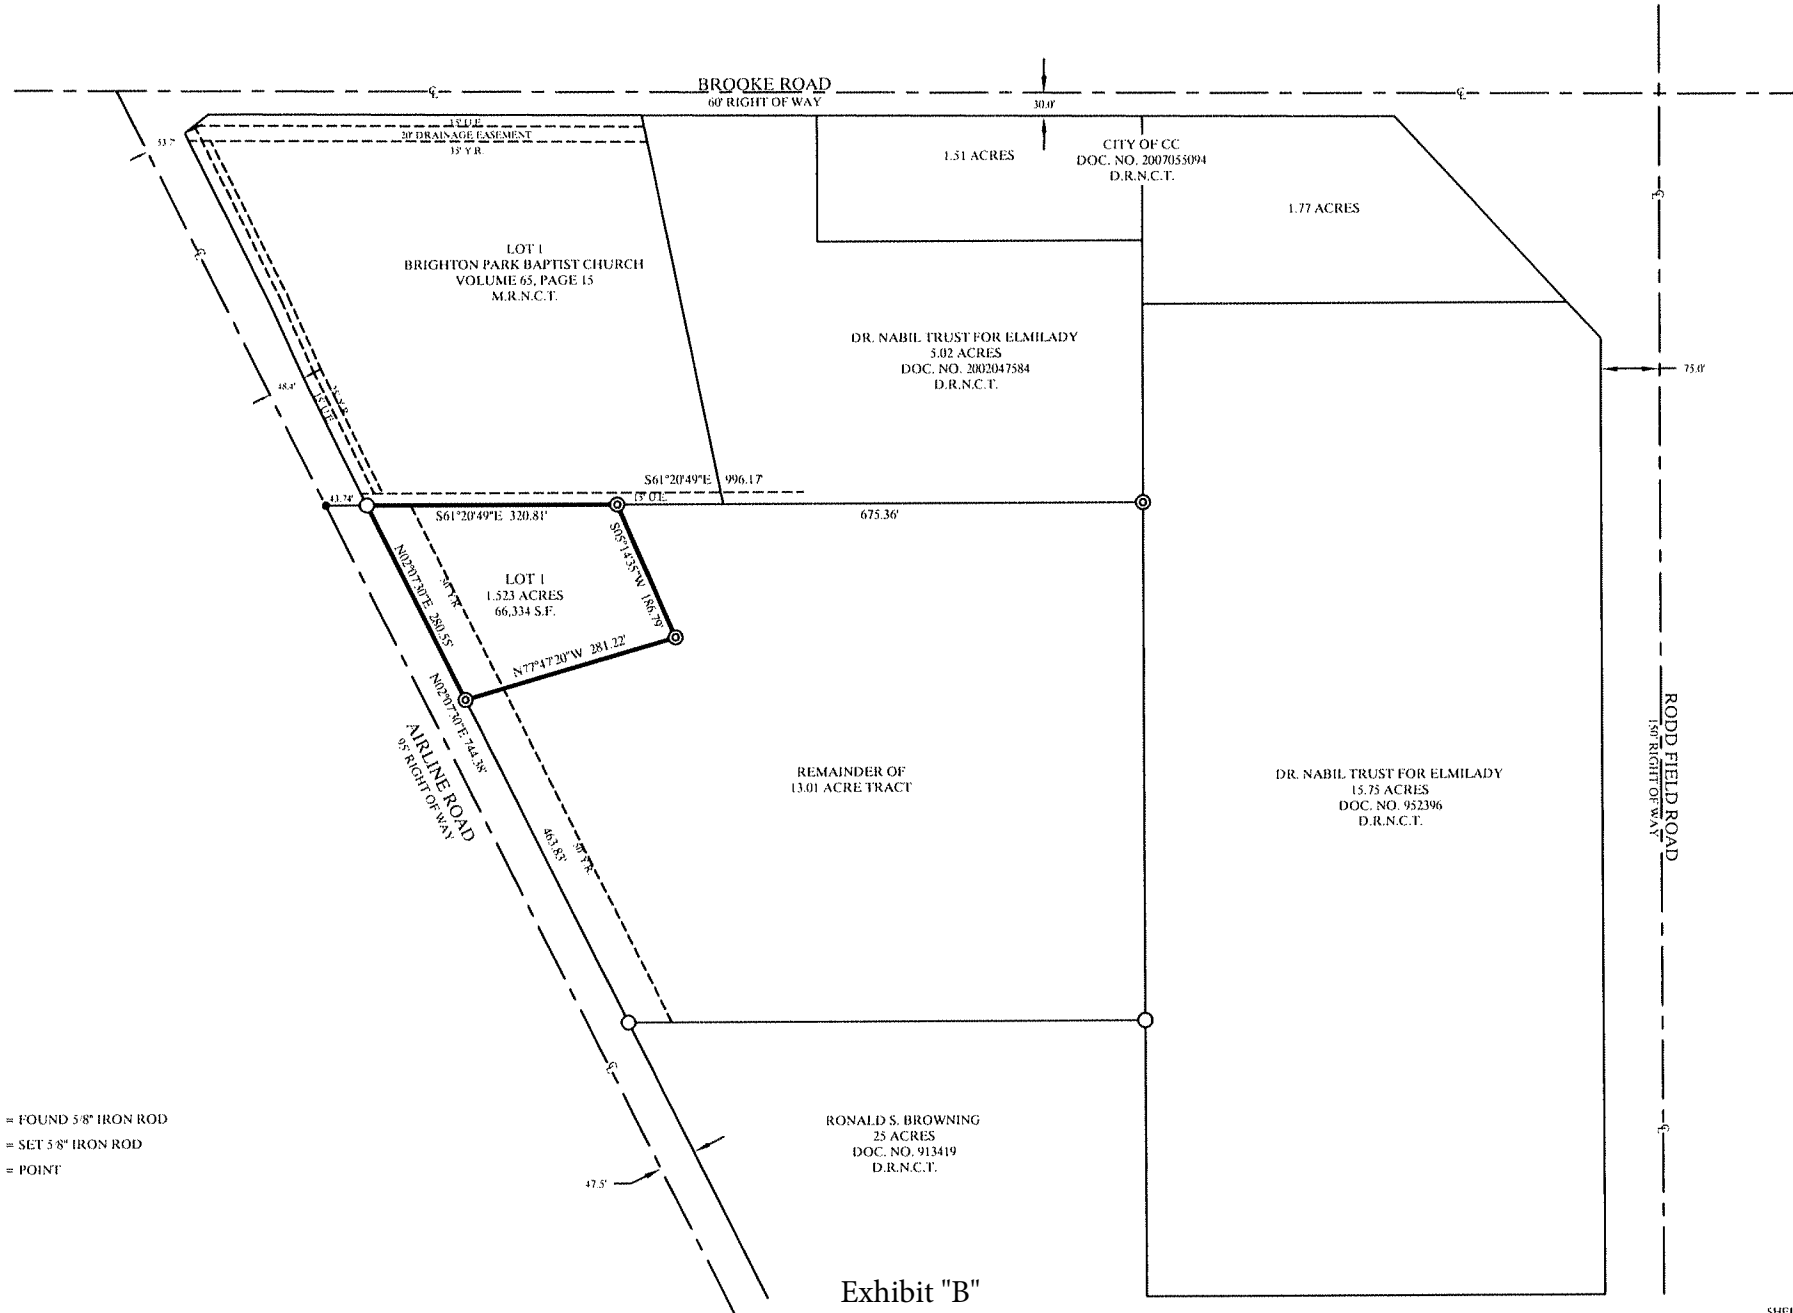 BROOKE ROAD
60' RIGHT OF WAY
30.0'
53.7'
15' U.E.
20' DRAINAGE EASEMENT
35' Y.R.
1.51 ACRES
CITY OF CC
DOC. NO. 2007055094
D.R.N.C.T.
1.77 ACRES
LOT 1
BRIGHTON PARK BAPTIST CHURCH
VOLUME 65, PAGE 15
M.R.N.C.T.
DR. NABIL TRUST FOR ELMILADY
5.02 ACRES
DOC. NO. 2002047584
D.R.N.C.T.
75.0'
48.4'
15' U.E.
35' Y.R.
S61°20'49"E 996.17'
15' U.E.
43.74'
S61°20'49"E 320.81'
675.36'
N02°07'30"E 280.55'
50' Y.R.
LOT 1
1.523 ACRES
66,334 S.F.
S05°14'35"W 186.79'
N77°47'20"W 281.22'
N02°07'30"E 744.38'
AIRLINE ROAD
95' RIGHT OF WAY
463.83'
50' Y.R.
REMAINDER OF
13.01 ACRE TRACT
DR. NABIL TRUST FOR ELMILADY
15.75 ACRES
DOC. NO. 952396
D.R.N.C.T.
RODD FIELD ROAD
150' RIGHT OF WAY
= FOUND 5/8" IRON ROD
= SET 5/8" IRON ROD
= POINT
RONALD S. BROWNING
25 ACRES
DOC. NO. 913419
D.R.N.C.T.
47.5'
Exhibit "B"